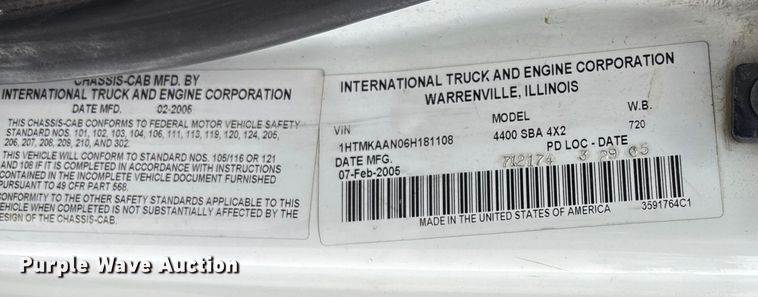 CHASSIS-CAB MFD. BY
INTERNATIONAL TRUCK AND ENGINE CORPORATION
DATE MFD. 02-2005
THIS CHASSIS-CAB CONFORMS TO FEDERAL MOTOR VEHICLE SAFETY
STANDARD NOS. 101, 102, 103, 104, 106, 111, 113, 119, 120, 124, 205,
206, 207, 208, 209, 210, AND 302.
THIS VEHICLE WILL CONFORM TO STANDARD NOS. 105/116 OR 121
AND 108 IF IT IS COMPLETED IN ACCORDANCE WITH INSTRUCTIONS
CONTAINED IN THE INCOMPLETE VEHICLE DOCUMENT FURNISHED
PURSUANT TO 49 CFR PART 568.
CONFORMITY TO THE OTHER SAFETY STANDARDS APPLICABLE TO THIS
VEHICLE WHEN COMPLETED IS NOT SUBSTANTIALLY AFFECTED BY THE
DESIGN OF THE CHASSIS-CAB.
INTERNATIONAL TRUCK AND ENGINE CORPORATION
WARRENVILLE, ILLINOIS
VIN MODEL W.B.
1HTMKAAN06H181108 4400 SBA 4X2 720
DATE MFG. PD LOC - DATE
07-Feb-2005 712174 3 29 05
MADE IN THE UNITED STATES OF AMERICA 3591764C1
Purple Wave Auction